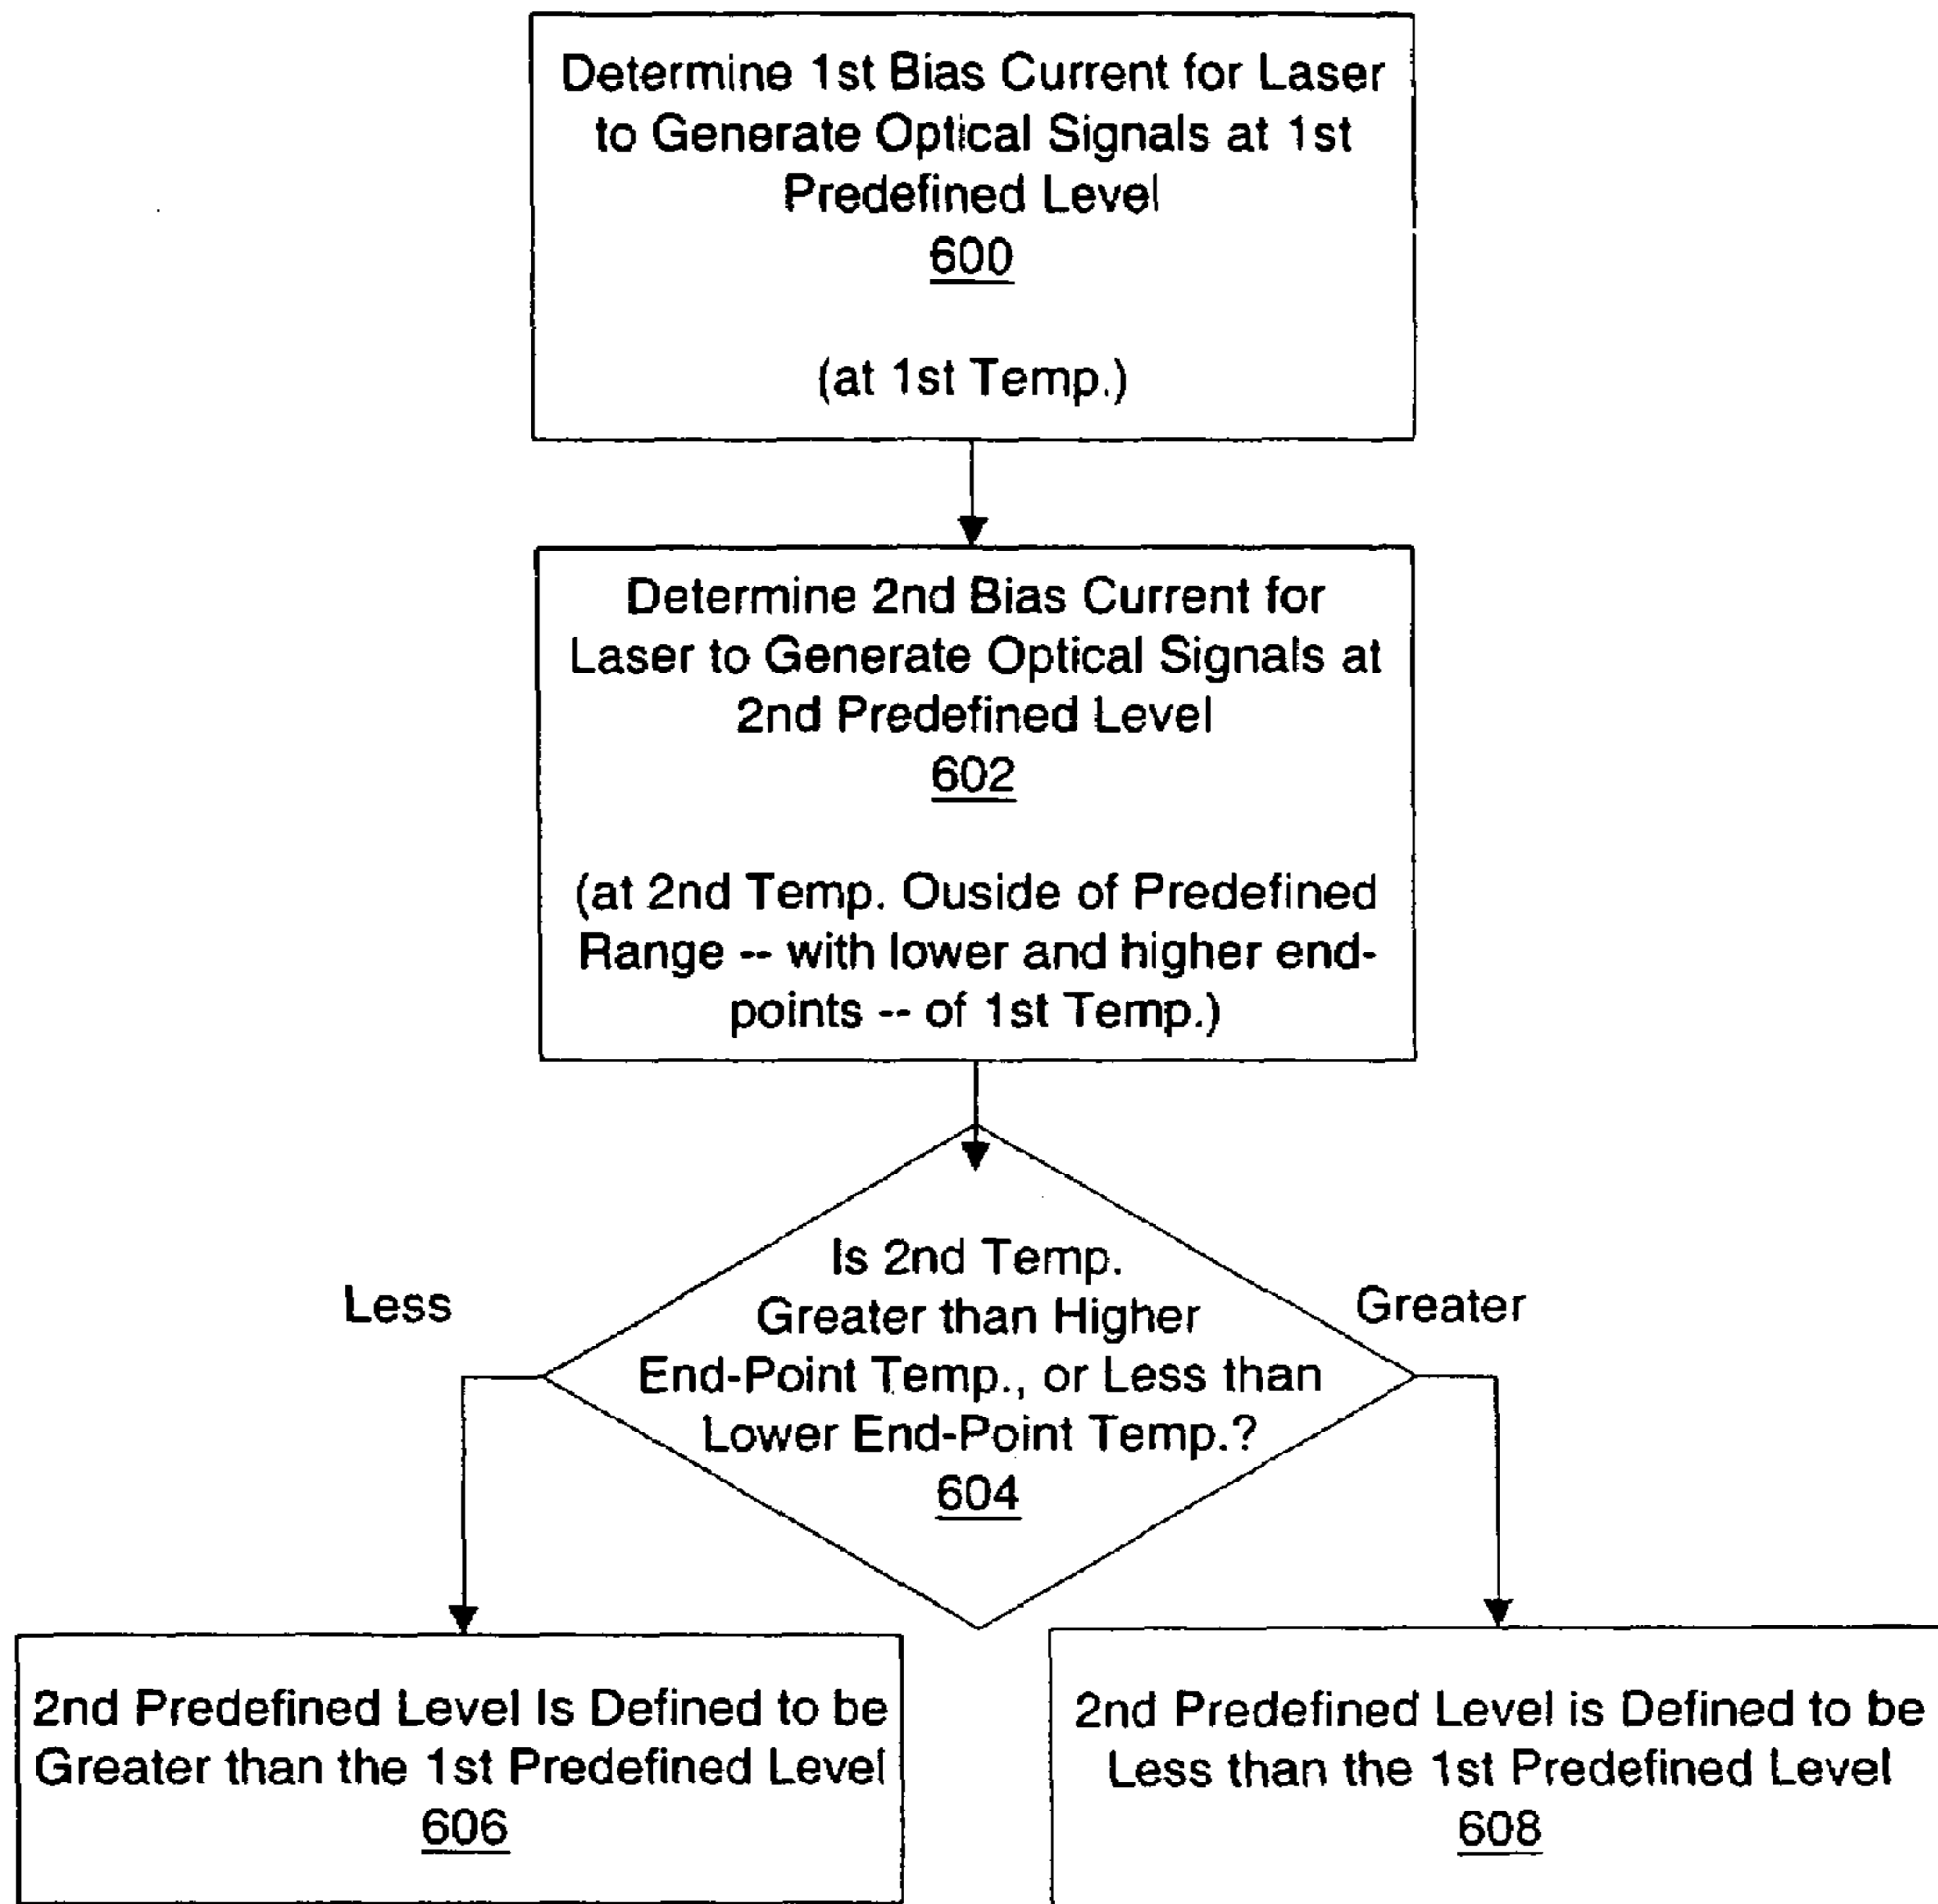 Determine 1st Bias Current for Laser
to Generate Optical Signals at 1st
Predefined Level
600
(at 1st Temp.)
Determine 2nd Bias Current for
Laser to Generate Optical Signals at
2nd Predefined Level
602
(at 2nd Temp. Ouside of Predefined
Range -- with lower and higher end-
points -- of 1st Temp.)
Is 2nd Temp.
Greater than Higher
End-Point Temp., or Less than
Lower End-Point Temp.?
604
Less
Greater
2nd Predefined Level Is Defined to be
Greater than the 1st Predefined Level
606
2nd Predefined Level is Defined to be
Less than the 1st Predefined Level
608